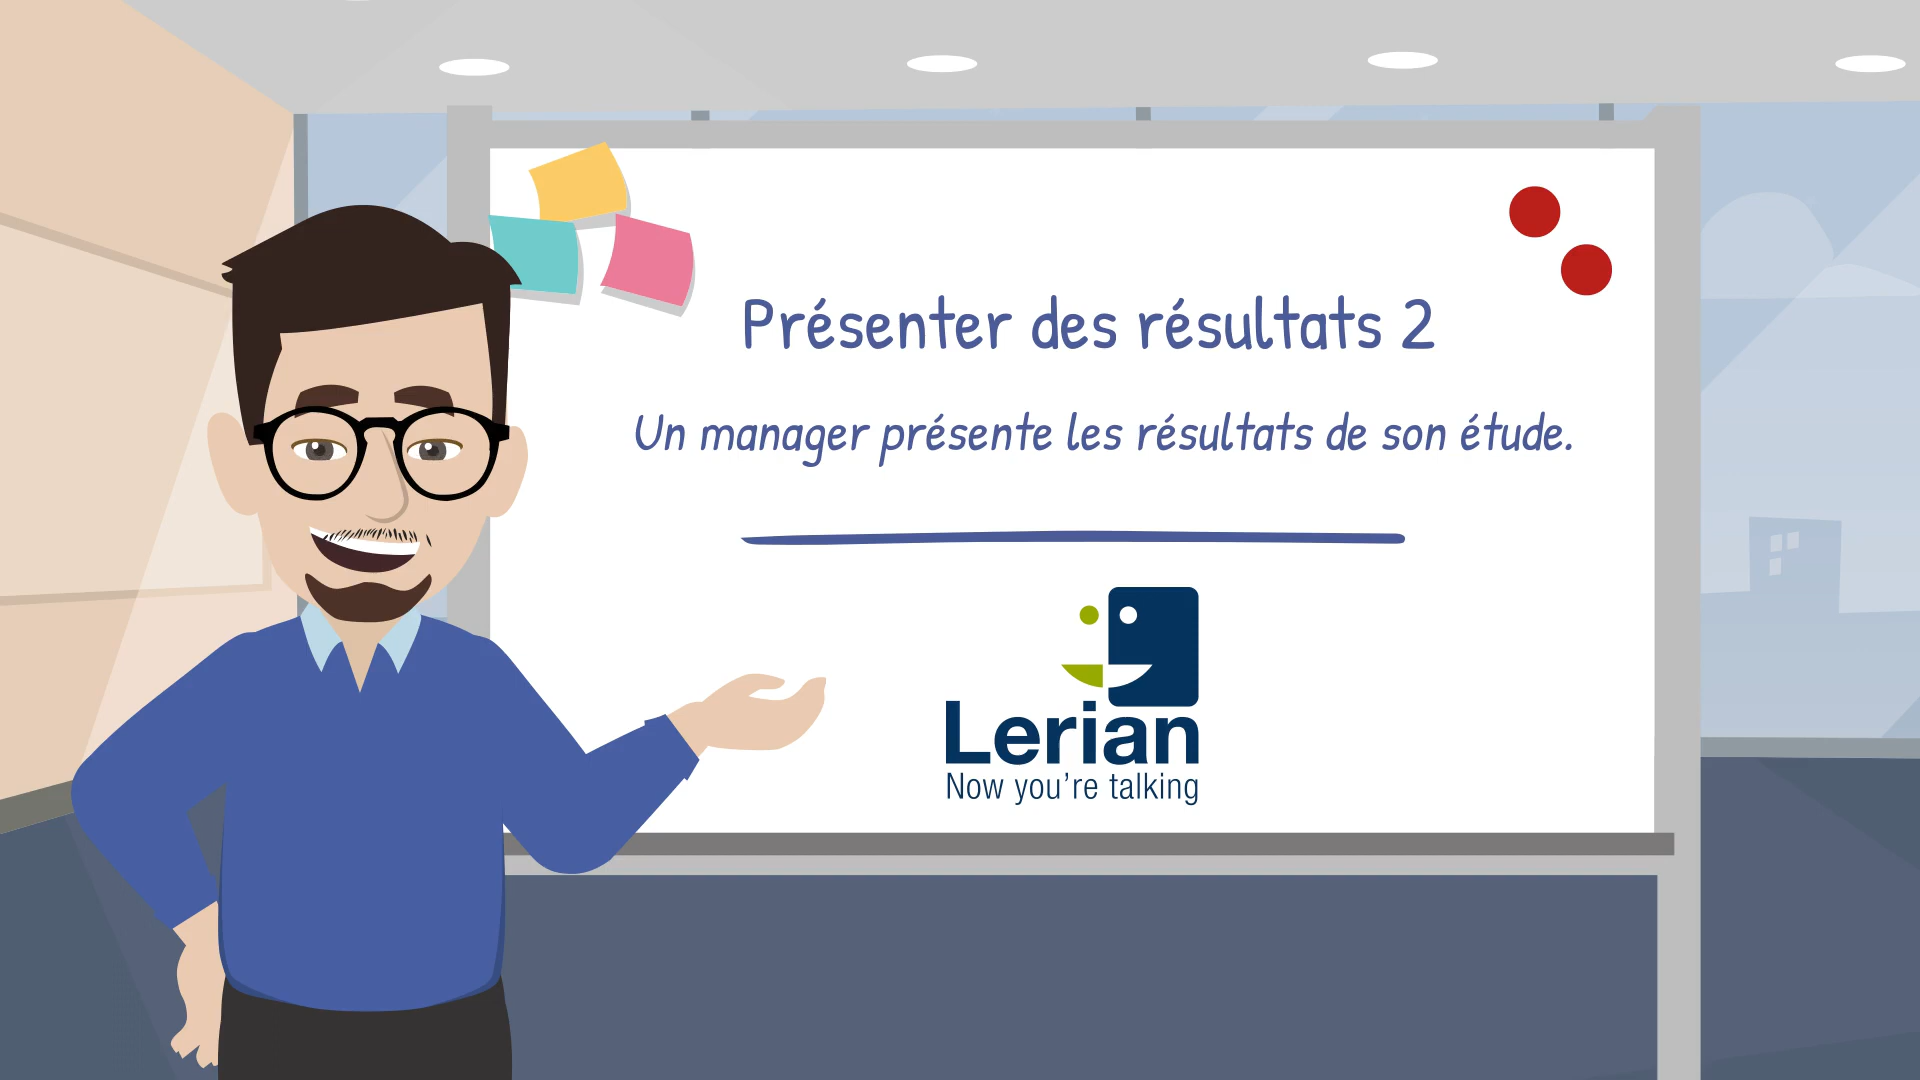 Présenter des résultats 2
Un manager présente les résultats de son étude.
Lerian
Now you're talking